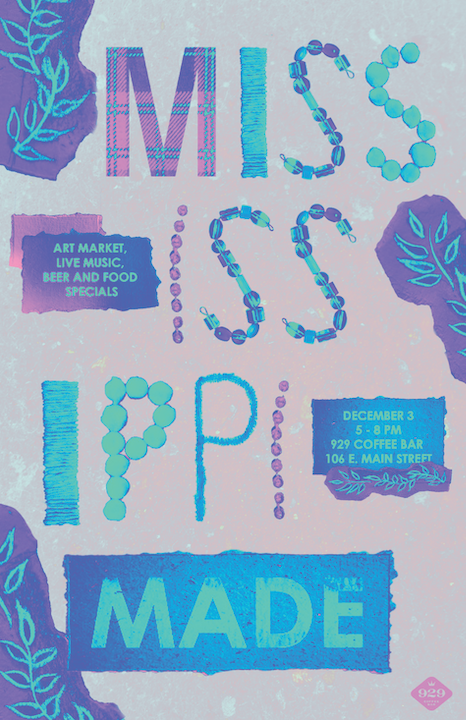 MISS
ISS
IPPI
MADE
ART MARKET,
LIVE MUSIC,
BEER AND FOOD
SPECIALS
DECEMBER 3
5 - 8 PM
929 COFFEE BAR
106 E. MAIN STREET
929